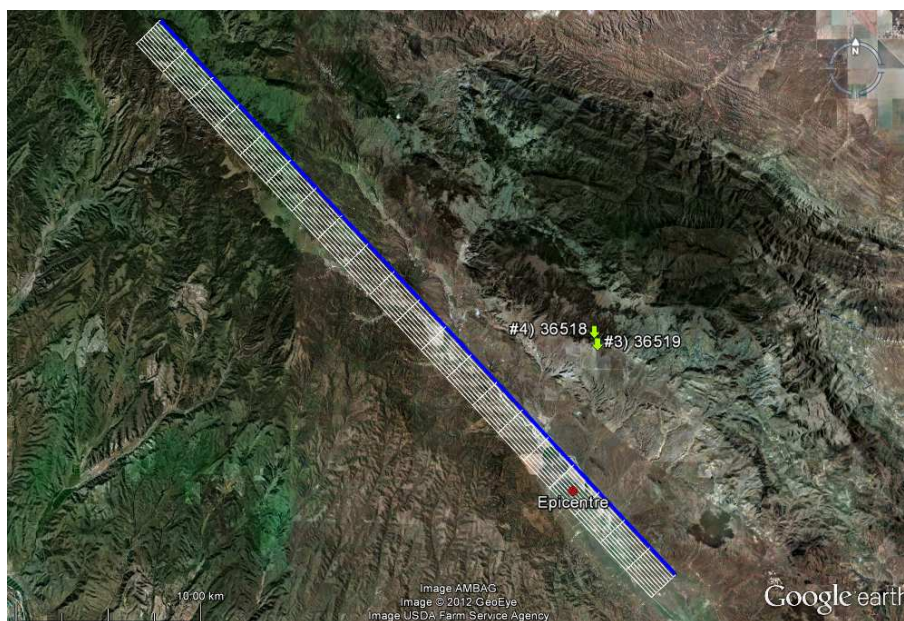 N
#4) 36518
#3) 36519
Epicentre
10.00 km
Image AMBAG
Image © 2012 GeoEye
Image USDA Farm Service Agency
Google earth